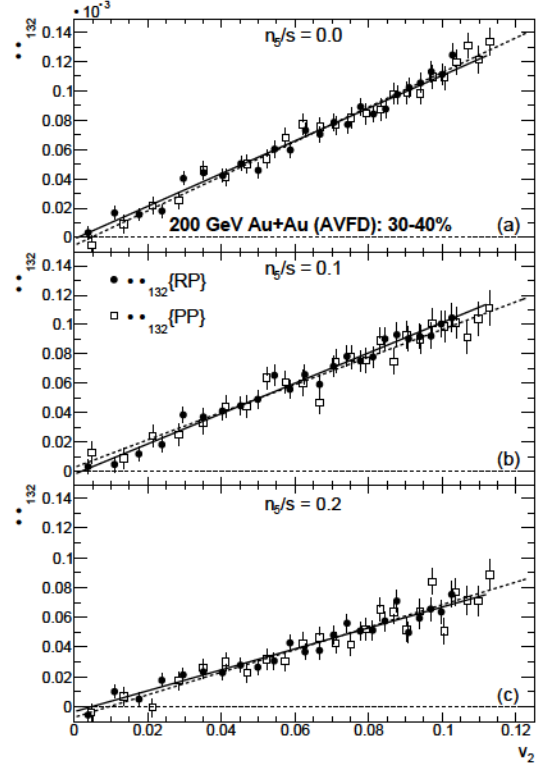 × 10⁻³
•• 132
0.14
0.12
0.1
0.08
0.06
0.04
0.02
0
n5/s = 0.0
200 GeV Au+Au (AVFD): 30-40%
(a)
•• 132
0.14
0.12
0.1
0.08
0.06
0.04
0.02
0
n5/s = 0.1
• •132{RP}
• •132{PP}
(b)
•• 132
0.14
0.12
0.1
0.08
0.06
0.04
0.02
0
n5/s = 0.2
(c)
0 0.02 0.04 0.06 0.08 0.1 0.12
v2